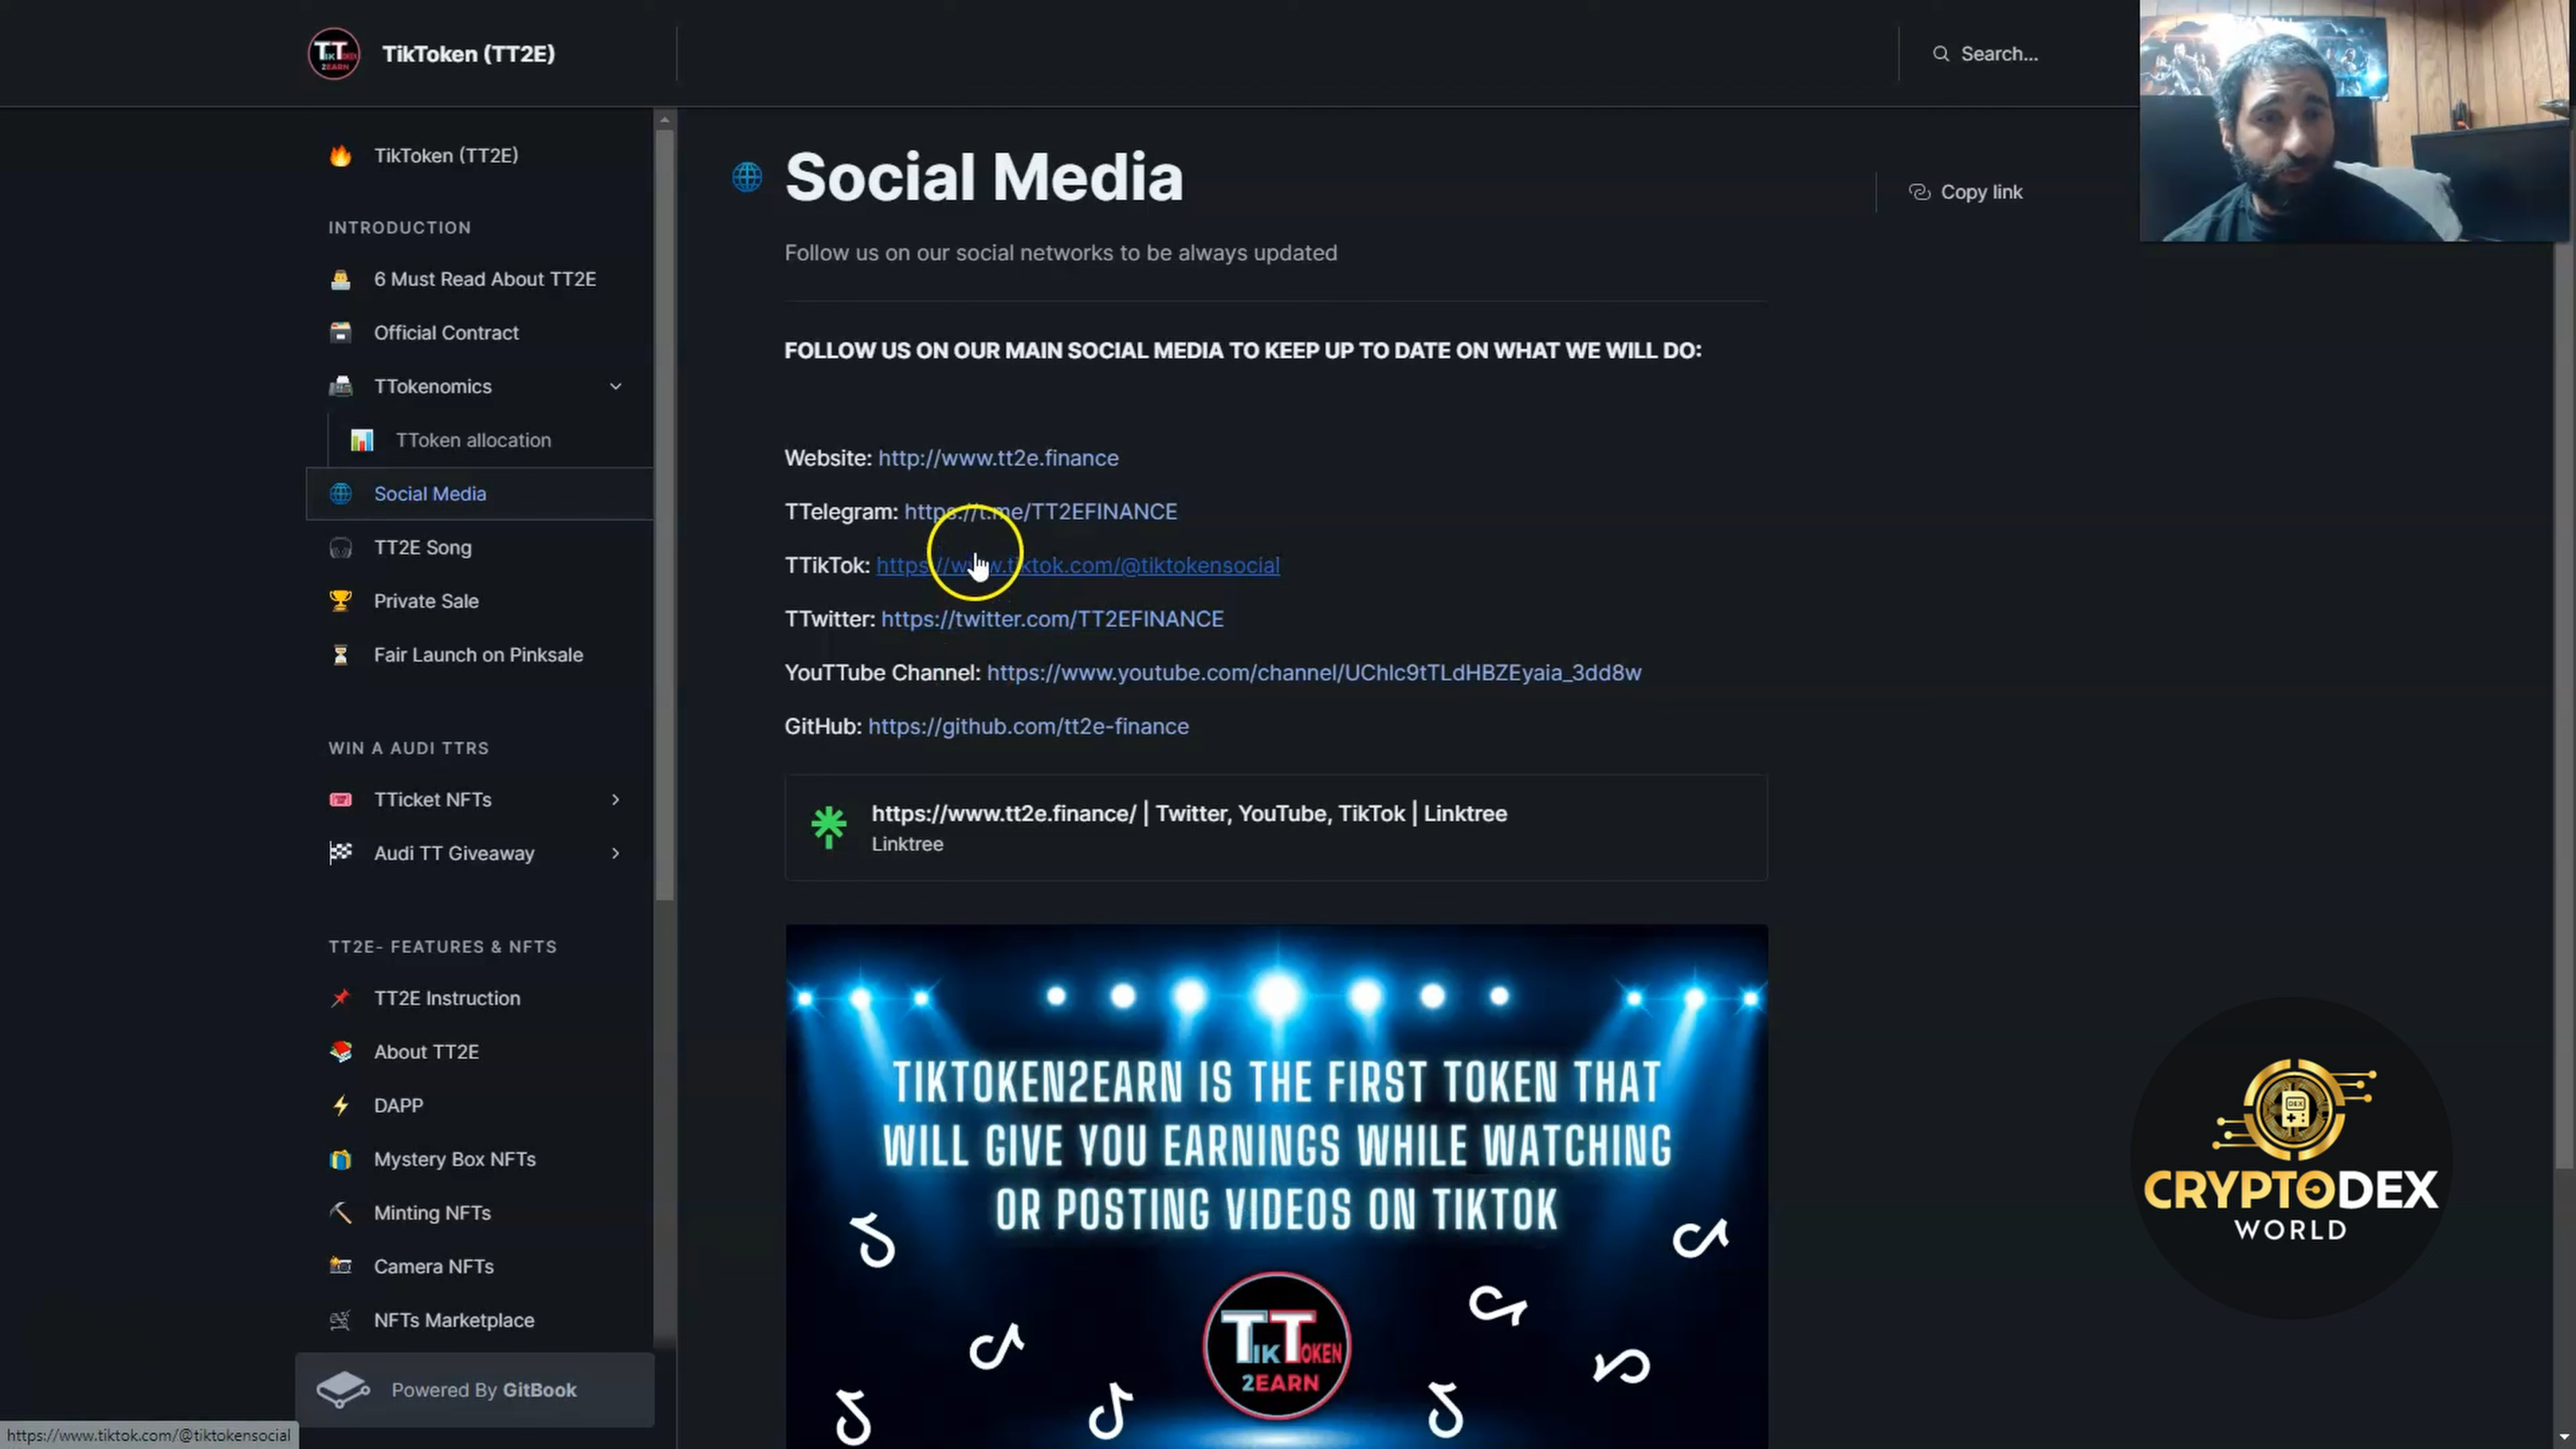 TikToken (TT2E)
Search...
TikToken (TT2E)
INTRODUCTION
6 Must Read About TT2E
Official Contract
TTokenomics
TToken allocation
Social Media
TT2E Song
Private Sale
Fair Launch on Pinksale
WIN A AUDI TTRS
TTicket NFTs
Audi TT Giveaway
TT2E- FEATURES & NFTS
TT2E Instruction
About TT2E
DAPP
Mystery Box NFTs
Minting NFTs
Camera NFTs
NFTs Marketplace
Powered By GitBook
https://www.tiktok.com/@tiktokensocial
Social Media
Copy link
Follow us on our social networks to be always updated
FOLLOW US ON OUR MAIN SOCIAL MEDIA TO KEEP UP TO DATE ON WHAT WE WILL DO:
Website: http://www.tt2e.finance
TTelegram: https://t.me/TT2EFINANCE
TTikTok: https://www.tiktok.com/@tiktokensocial
TTwitter: https://twitter.com/TT2EFINANCE
YouTTube Channel: https://www.youtube.com/channel/UChlc9tTLdHBZEyaia_3dd8w
GitHub: https://github.com/tt2e-finance
https://www.tt2e.finance/ | Twitter, YouTube, TikTok | Linktree
Linktree
TIKTOKEN2EARN IS THE FIRST TOKEN THAT
WILL GIVE YOU EARNINGS WHILE WATCHING
OR POSTING VIDEOS ON TIKTOK
TIK TOKEN
2EARN
DEX
CRYPTODEX
WORLD